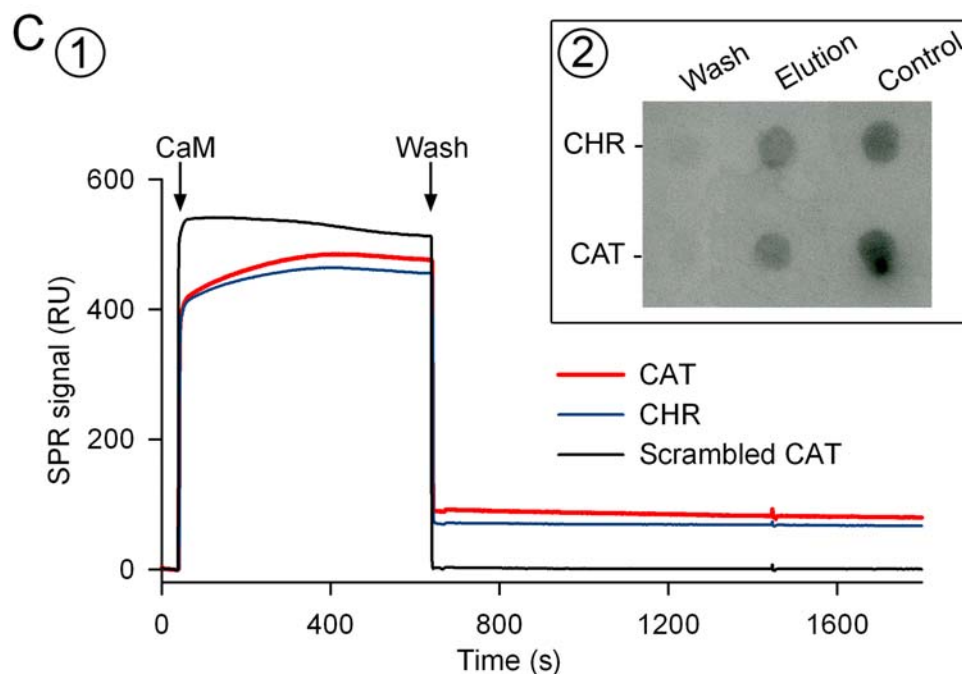 C
1
CaM
Wash
600
400
200
0
SPR signal (RU)
0
400
800
1200
1600
Time (s)
2
Wash
Elution
Control
CHR -
CAT -
CAT
CHR
Scrambled CAT